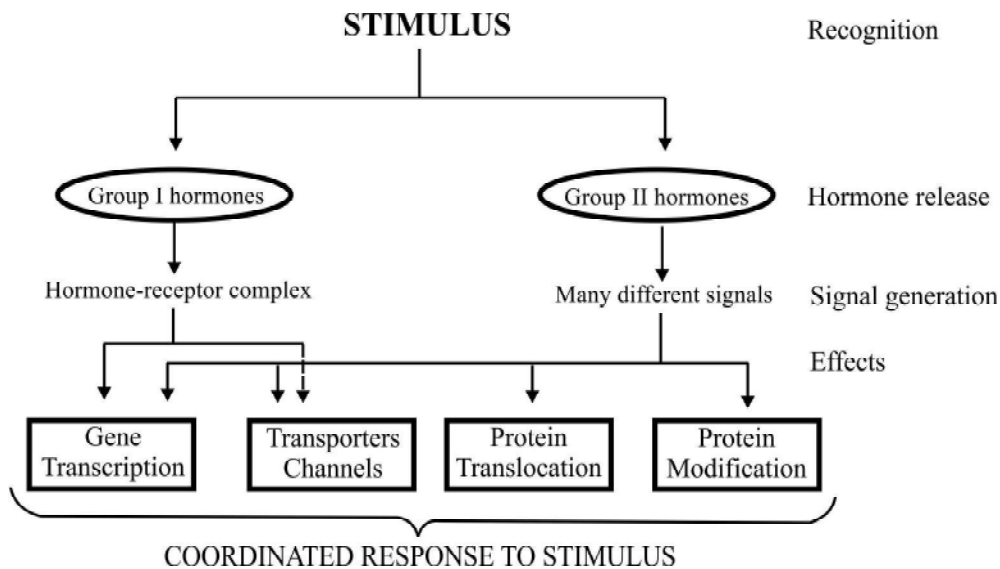 STIMULUS
Recognition
Group I hormones
Group II hormones
Hormone release
Hormone-receptor complex
Many different signals
Signal generation
Effects
Gene
Transcription
Transporters
Channels
Protein
Translocation
Protein
Modification
COORDINATED RESPONSE TO STIMULUS